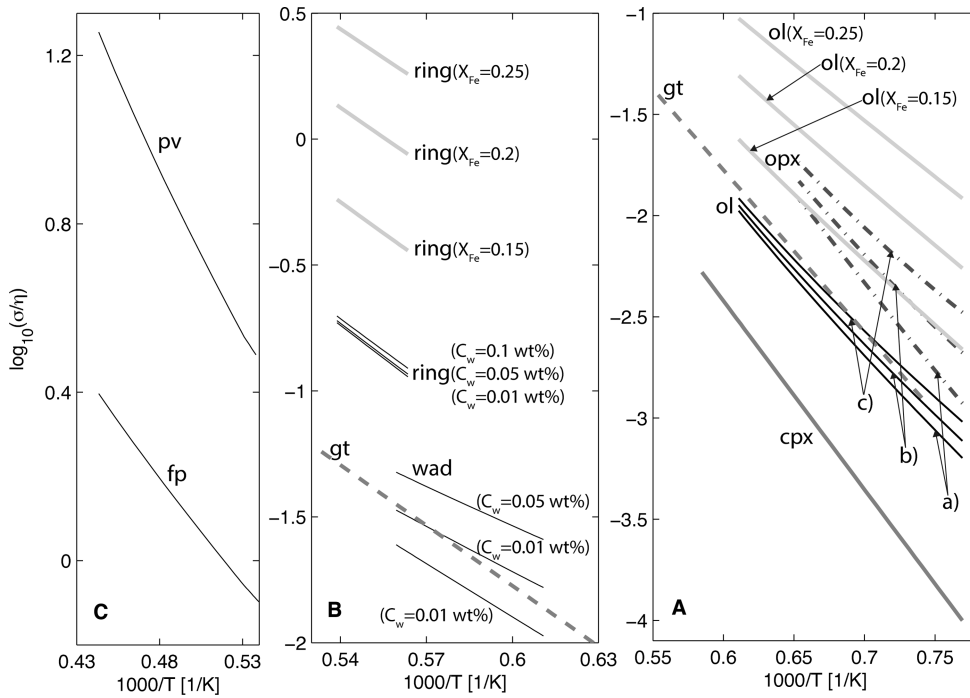 log10(σ/η)
1.2
0.8
0.4
0
pv
fp
C
0.43
0.48
0.53
1000/T [1/K]
0.5
0
−0.5
−1
−1.5
−2
ring(XFe=0.25)
ring(XFe=0.2)
ring(XFe=0.15)
(Cw=0.1 wt%)
ring(Cw=0.05 wt%)
(Cw=0.01 wt%)
gt
wad
(Cw=0.05 wt%)
(Cw=0.01 wt%)
(Cw=0.01 wt%)
B
0.54
0.57
0.6
0.63
1000/T [1/K]
−1
−1.5
−2
−2.5
−3
−3.5
−4
ol(XFe=0.25)
ol(XFe=0.2)
ol(XFe=0.15)
gt
opx
ol
cpx
c)
b)
a)
A
0.55
0.6
0.65
0.7
0.75
1000/T [1/K]